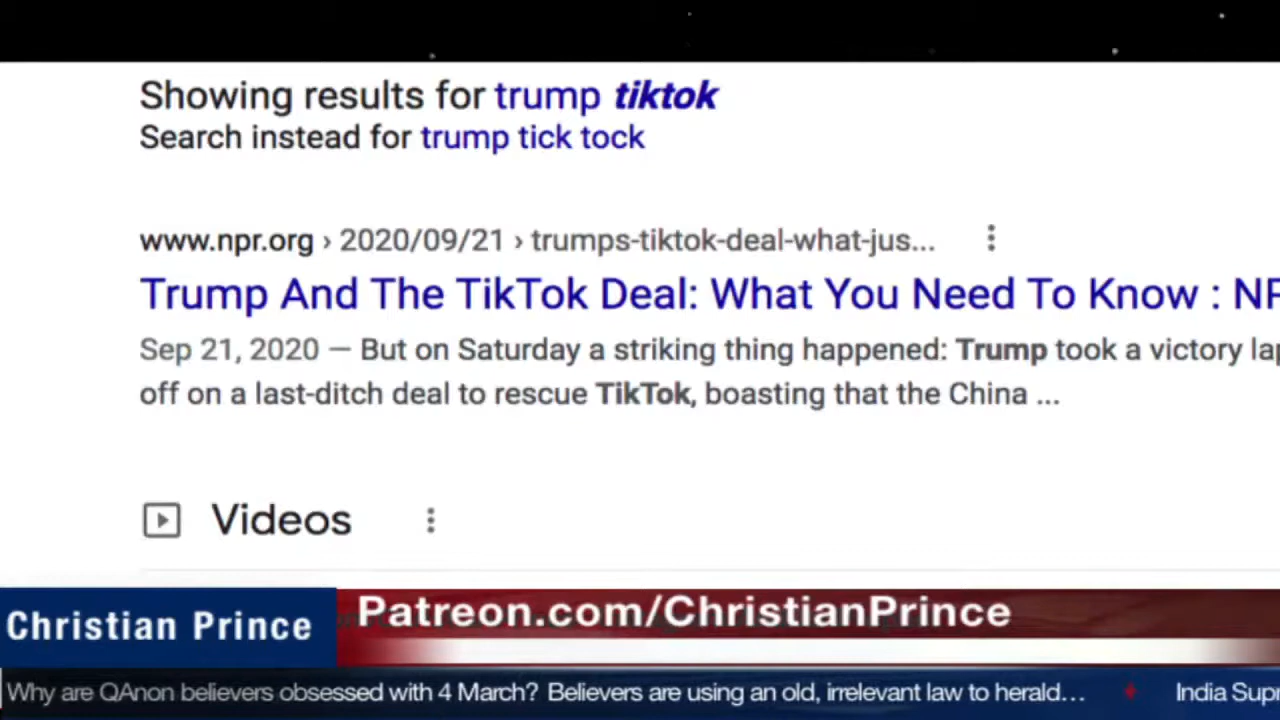 Showing results for trump tiktok
Search instead for trump tick tock
www.npr.org › 2020/09/21 › trumps-tiktok-deal-what-jus...
Trump And The TikTok Deal: What You Need To Know : NP
Sep 21, 2020 — But on Saturday a striking thing happened: Trump took a victory lap
off on a last-ditch deal to rescue TikTok, boasting that the China ...
Videos
Christian Prince
Patreon.com/ChristianPrince
Why are QAnon believers obsessed with 4 March? Believers are using an old, irrelevant law to herald… India Supr